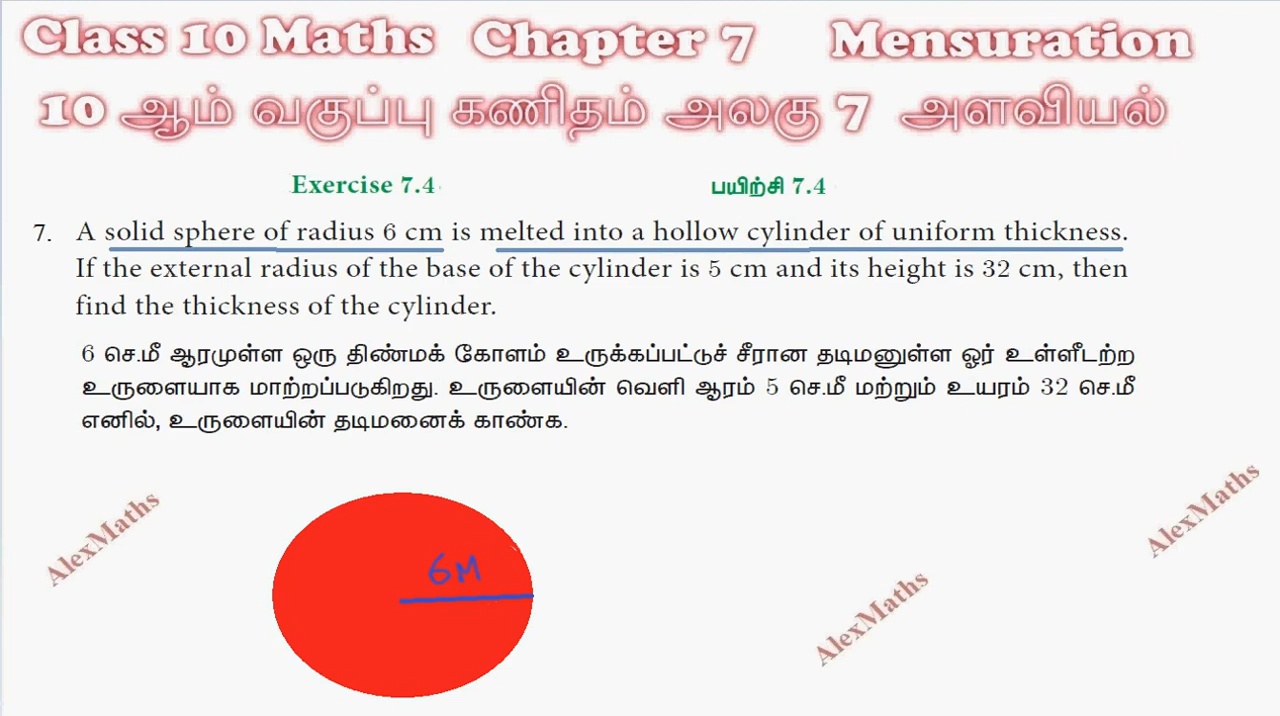 Class 10 Maths Chapter 7 Mensuration
10 ஆம் வகுப்பு கணிதம் அலகு 7 அளவியல்
Exercise 7.4 பயிற்சி 7.4
7. A solid sphere of radius 6 cm is melted into a hollow cylinder of uniform thickness.
If the external radius of the base of the cylinder is 5 cm and its height is 32 cm, then
find the thickness of the cylinder.
6 செ.மீ ஆரமுள்ள ஒரு திண்மக் கோளம் உருக்கப்பட்டுச் சீரான தடிமனுள்ள ஓர் உள்ளீடற்ற
உருளையாக மாற்றப்படுகிறது. உருளையின் வெளி ஆரம் 5 செ.மீ மற்றும் உயரம் 32 செ.மீ
எனில், உருளையின் தடிமனைக் காண்க.
AlexMaths
AlexMaths
6M
AlexMaths